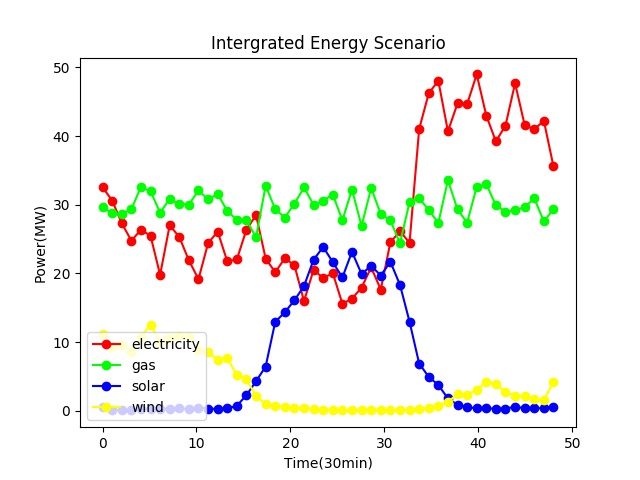 Intergrated Energy Scenario
Power(MW)
50
40
30
20
10
0
electricity
gas
solar
wind
0 10 20 30 40 50
Time(30min)